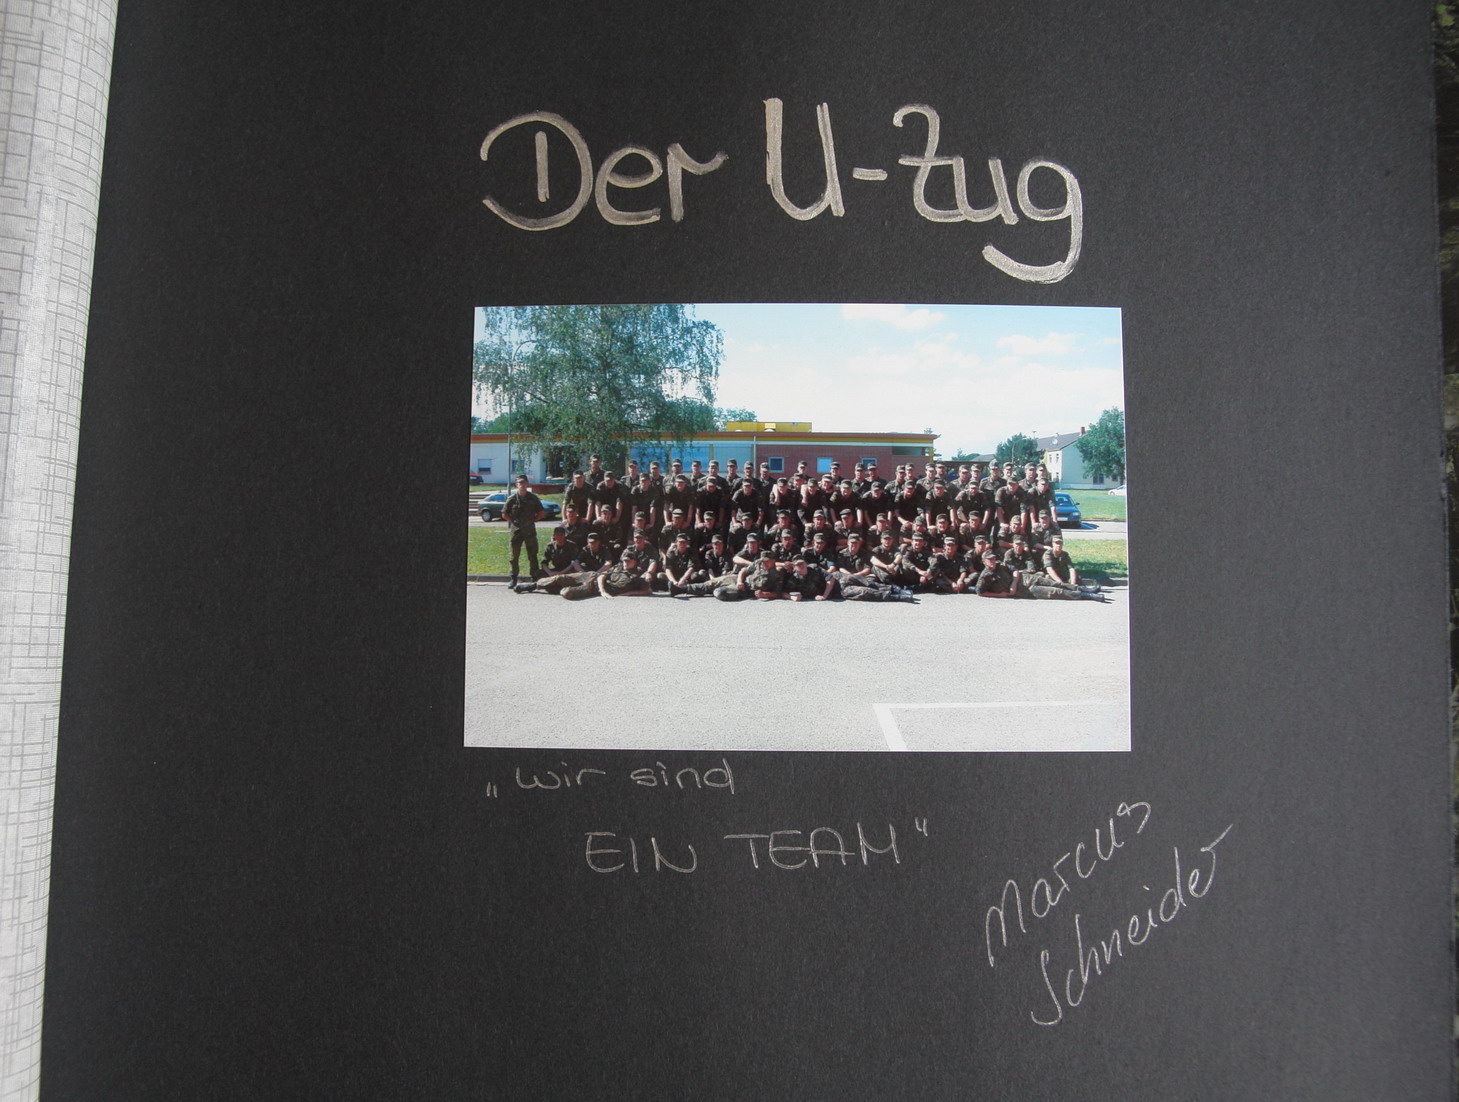 Der U-Zug
„wir sind
EIN TEAM“
Marcus
Schneider